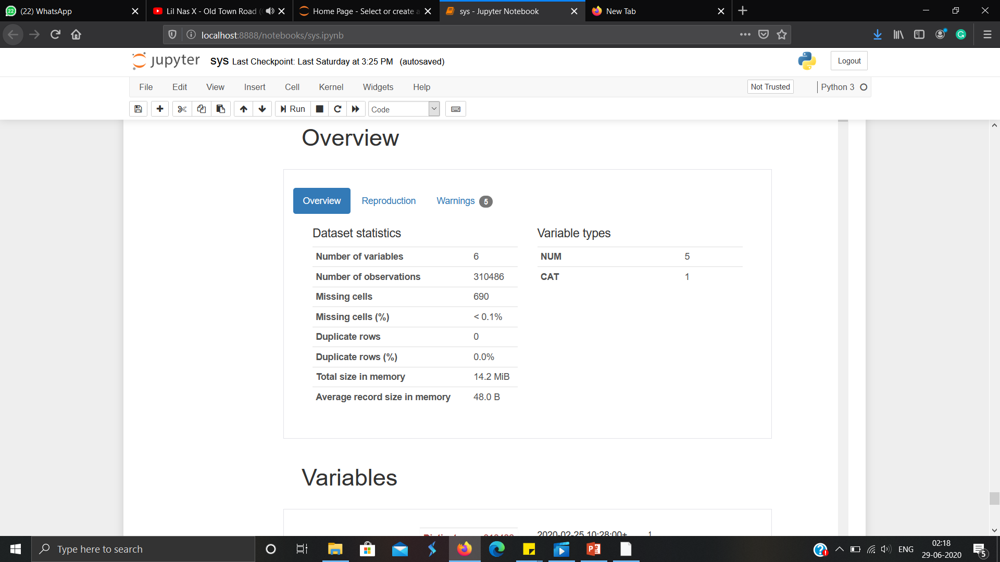 (22) WhatsApp
Lil Nas X - Old Town Road
Home Page - Select or create a
sys - Jupyter Notebook
New Tab
localhost:8888/notebooks/sys.ipynb
jupyter sys Last Checkpoint: Last Saturday at 3:25 PM (autosaved)
Logout
File Edit View Insert Cell Kernel Widgets Help
Not Trusted
Python 3
Run
Code
Overview
Overview Reproduction Warnings 5
Dataset statistics
Number of variables 6
Number of observations 310486
Missing cells 690
Missing cells (%) < 0.1%
Duplicate rows 0
Duplicate rows (%) 0.0%
Total size in memory 14.2 MiB
Average record size in memory 48.0 B
Variable types
NUM 5
CAT 1
Variables
2020-02-25 10:28:00+ 1
Type here to search
ENG
02:18
29-06-2020
5